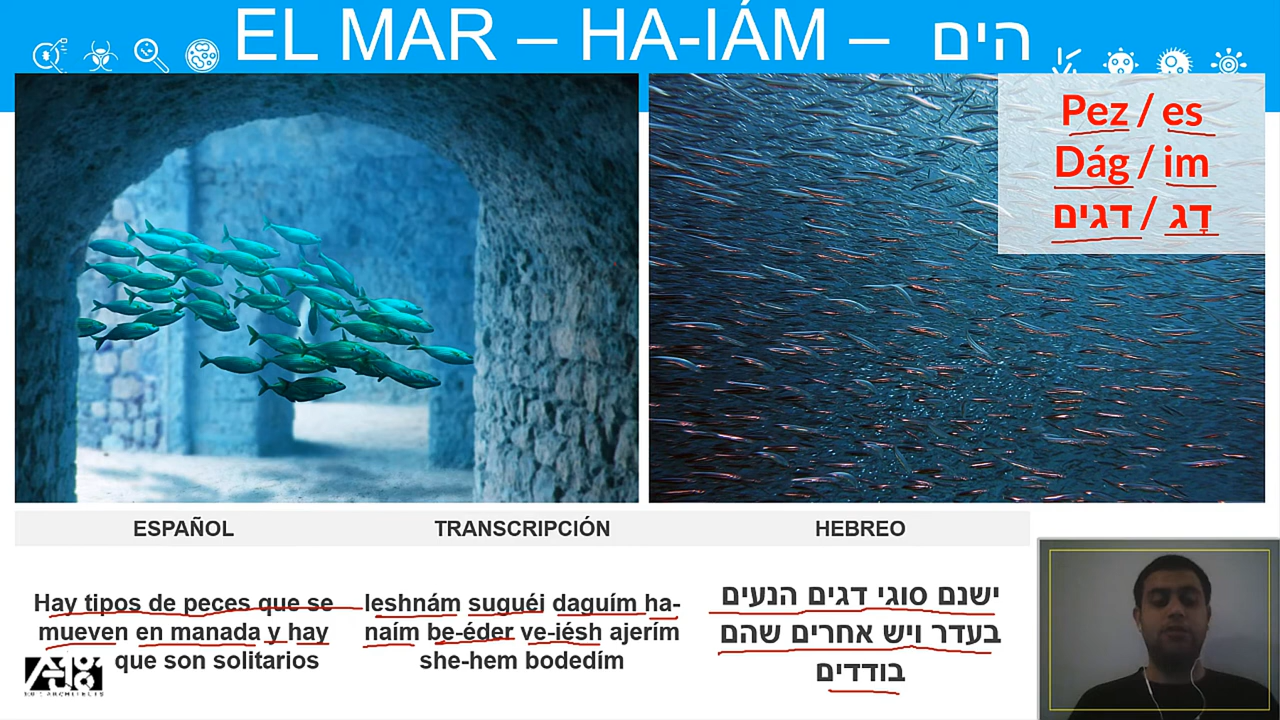 EL MAR – HA-IÁM – הים
Pez / es
Dág / im
דָג / דגים
ESPAÑOL
TRANSCRIPCIÓN
HEBREO
Hay tipos de peces que se
mueven en manada y hay
que son solitarios
Ieshnám suguéi daguím ha-
naím be-éder ve-iésh ajerím
she-hem bodedím
ישנם סוגי דגים הנעים
בעדר ויש אחרים שהם
בודדים